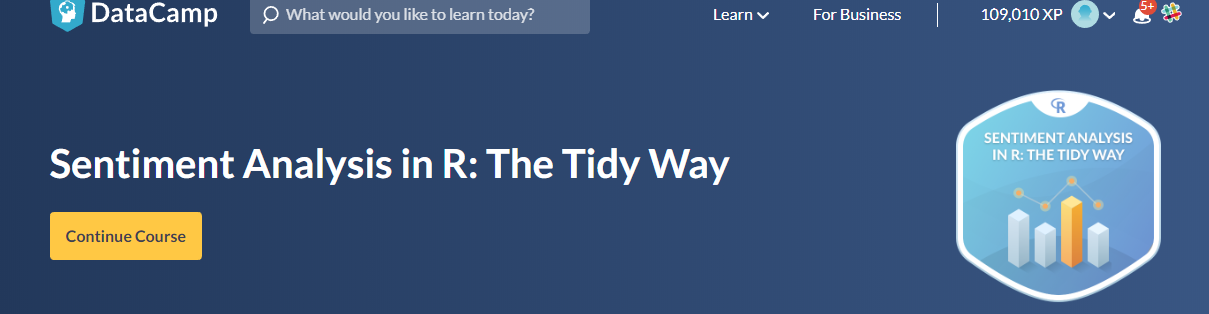 DataCamp
What would you like to learn today?
Learn
For Business
109,010 XP
5+
R
SENTIMENT ANALYSIS
IN R: THE TIDY WAY
Sentiment Analysis in R: The Tidy Way
Continue Course